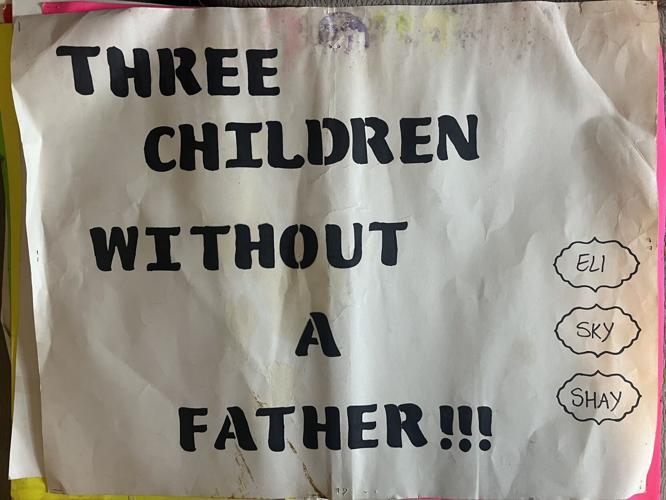 THREE
CHILDREN
WITHOUT
A
FATHER!!!
ELI
SKY
SHAY